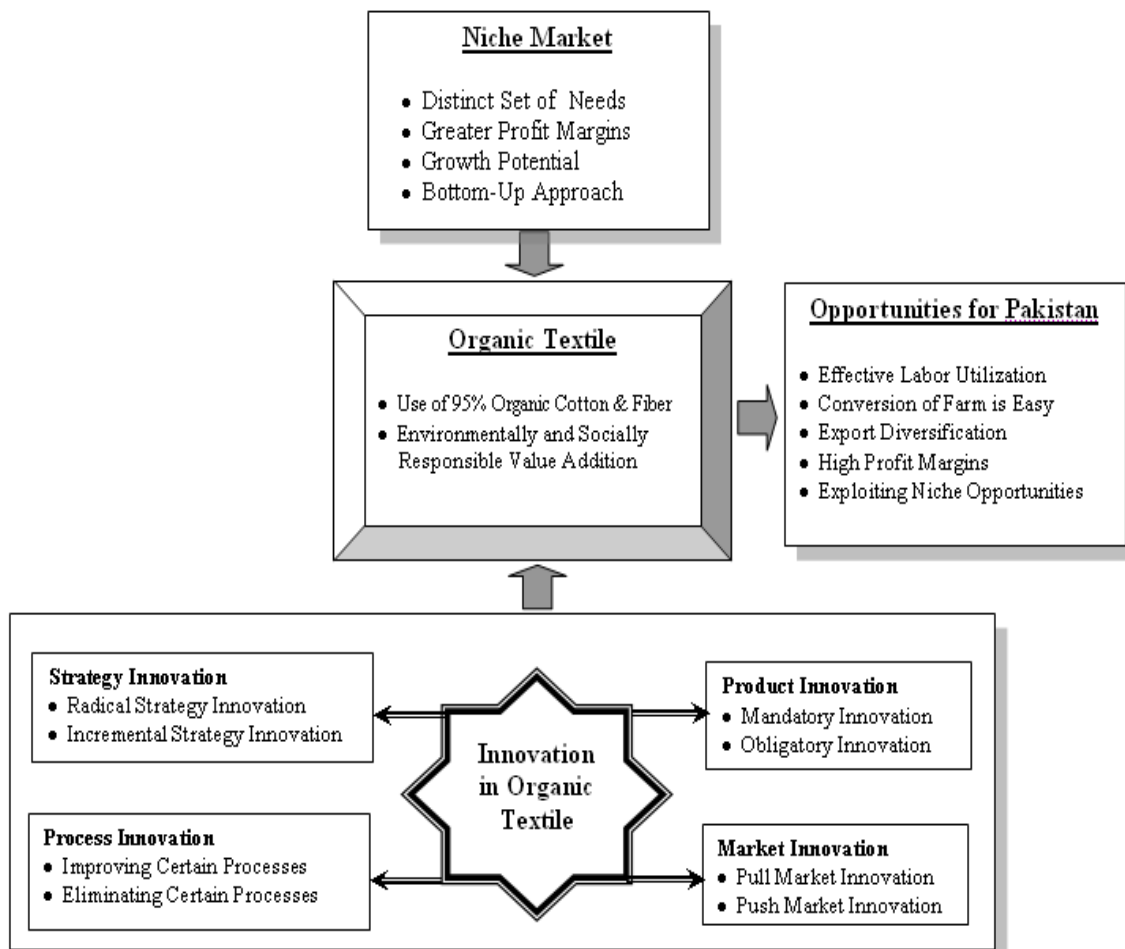 Niche Market
• Distinct Set of Needs
• Greater Profit Margins
• Growth Potential
• Bottom-Up Approach
Organic Textile
• Use of 95% Organic Cotton & Fiber
• Environmentally and Socially
Responsible Value Addition
Opportunities for Pakistan
• Effective Labor Utilization
• Conversion of Farm is Easy
• Export Diversification
• High Profit Margins
• Exploiting Niche Opportunities
Strategy Innovation
• Radical Strategy Innovation
• Incremental Strategy Innovation
Product Innovation
• Mandatory Innovation
• Obligatory Innovation
Innovation
in Organic
Textile
Process Innovation
• Improving Certain Processes
• Eliminating Certain Processes
Market Innovation
• Pull Market Innovation
• Push Market Innovation